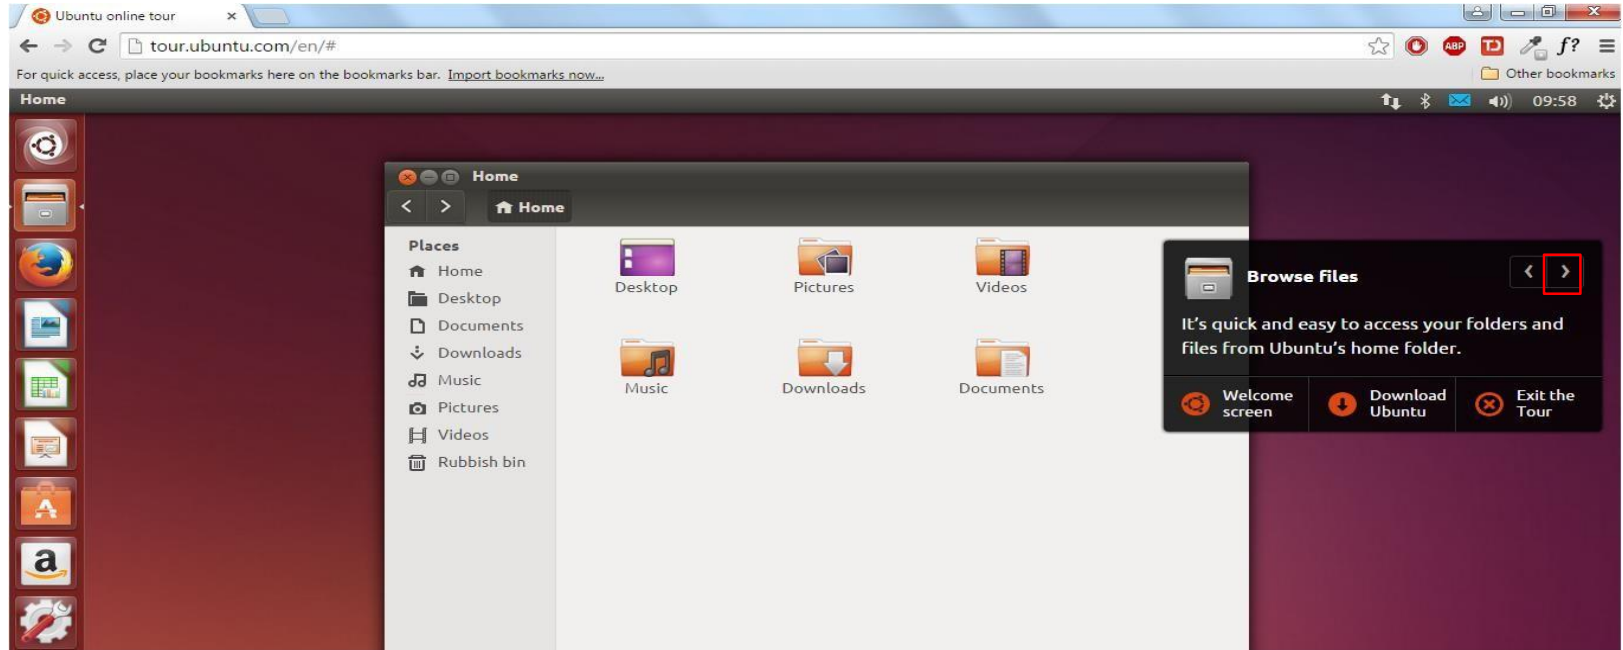 Ubuntu online tour
tour.ubuntu.com/en/#
ABP
f?
For quick access, place your bookmarks here on the bookmarks bar. Import bookmarks now...
Other bookmarks
Home
09:58
Home
Home
Places
Home
Desktop
Documents
Downloads
Music
Pictures
Videos
Rubbish bin
Desktop
Pictures
Videos
Music
Downloads
Documents
Browse files
It's quick and easy to access your folders and
files from Ubuntu's home folder.
Welcome
screen
Download
Ubuntu
Exit the
Tour
A
a